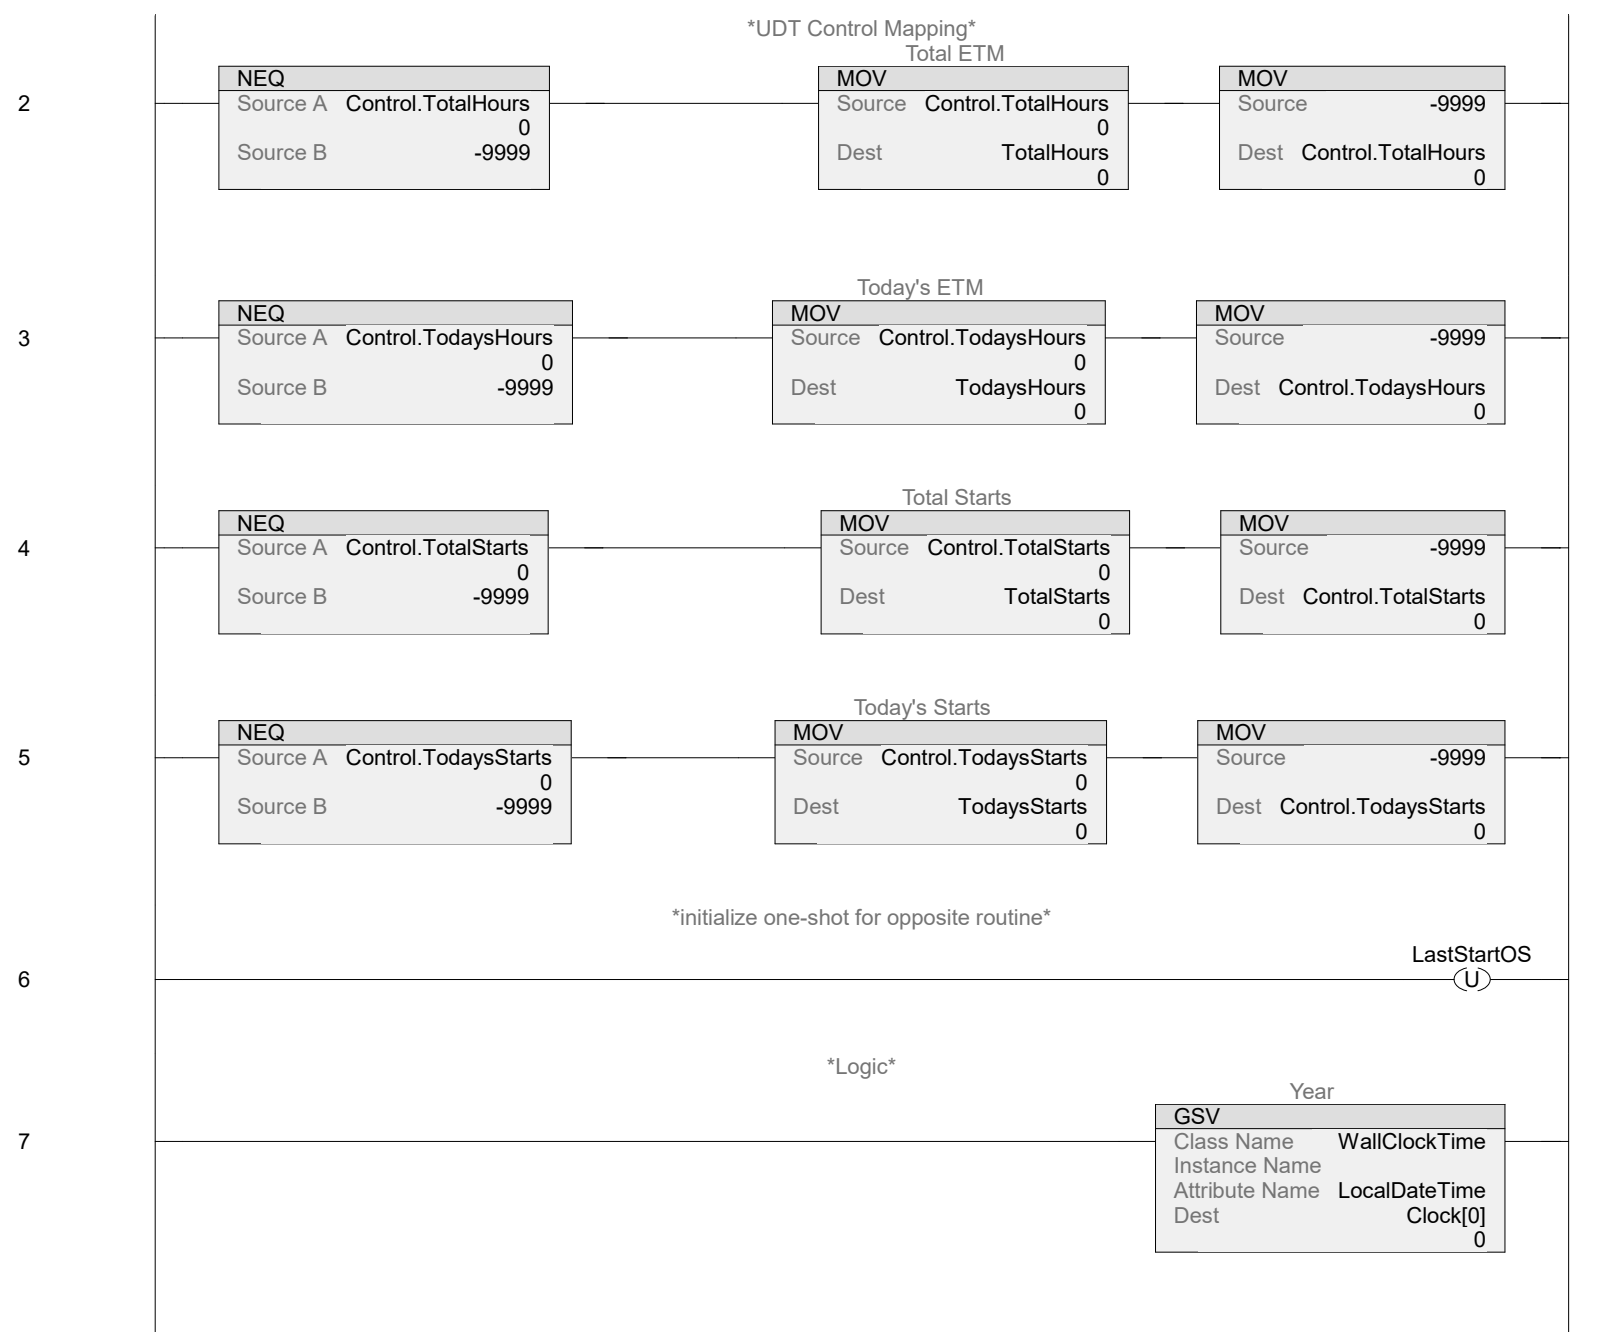 *UDT Control Mapping*
Total ETM
2
NEQ
Source A Control.TotalHours
0
Source B -9999
MOV
Source Control.TotalHours
0
Dest TotalHours
0
MOV
Source -9999
Dest Control.TotalHours
0
Today's ETM
3
NEQ
Source A Control.TodaysHours
0
Source B -9999
MOV
Source Control.TodaysHours
0
Dest TodaysHours
0
MOV
Source -9999
Dest Control.TodaysHours
0
Total Starts
4
NEQ
Source A Control.TotalStarts
0
Source B -9999
MOV
Source Control.TotalStarts
0
Dest TotalStarts
0
MOV
Source -9999
Dest Control.TotalStarts
0
Today's Starts
5
NEQ
Source A Control.TodaysStarts
0
Source B -9999
MOV
Source Control.TodaysStarts
0
Dest TodaysStarts
0
MOV
Source -9999
Dest Control.TodaysStarts
0
*initialize one-shot for opposite routine*
LastStartOS
6
U
*Logic*
Year
7
GSV
Class Name WallClockTime
Instance Name
Attribute Name LocalDateTime
Dest Clock[0]
0